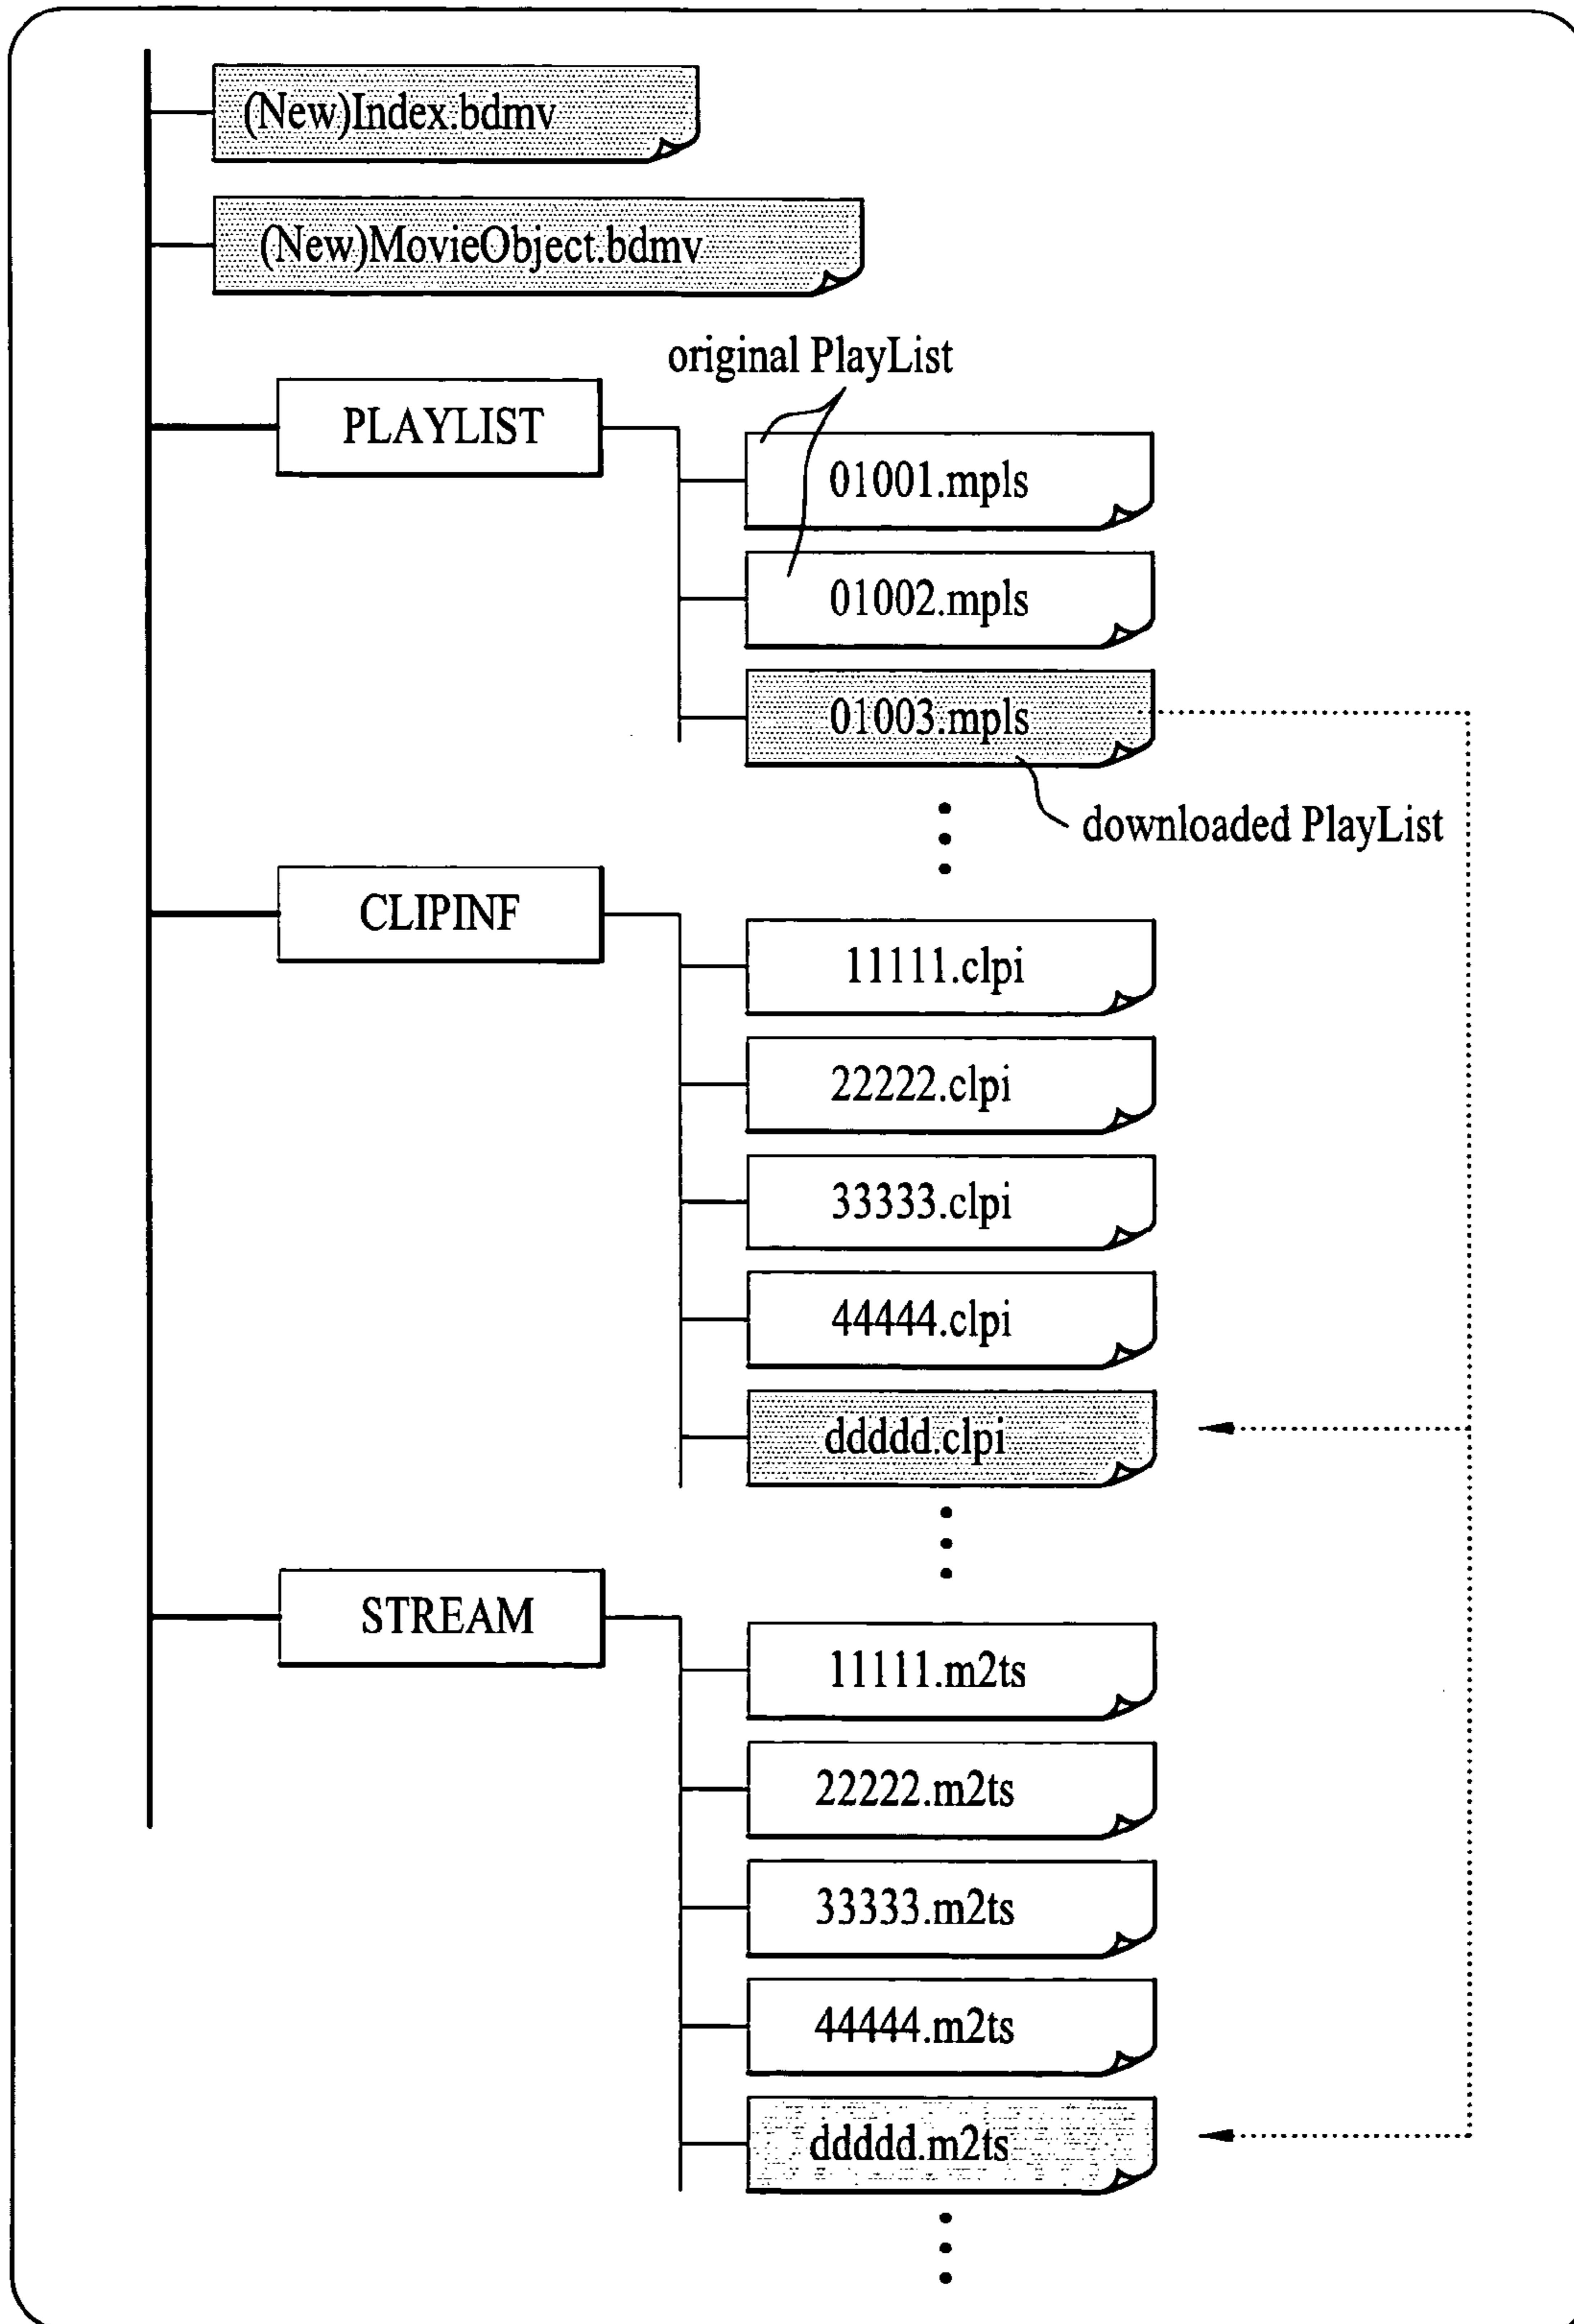 (New)Index.bdmv
(New)MovieObject.bdmv
original PlayList
PLAYLIST
01001.mpls
01002.mpls
01003.mpls
downloaded PlayList
CLIPINF
11111.clpi
22222.clpi
33333.clpi
44444.clpi
ddddd.clpi
STREAM
11111.m2ts
22222.m2ts
33333.m2ts
44444.m2ts
ddddd.m2ts